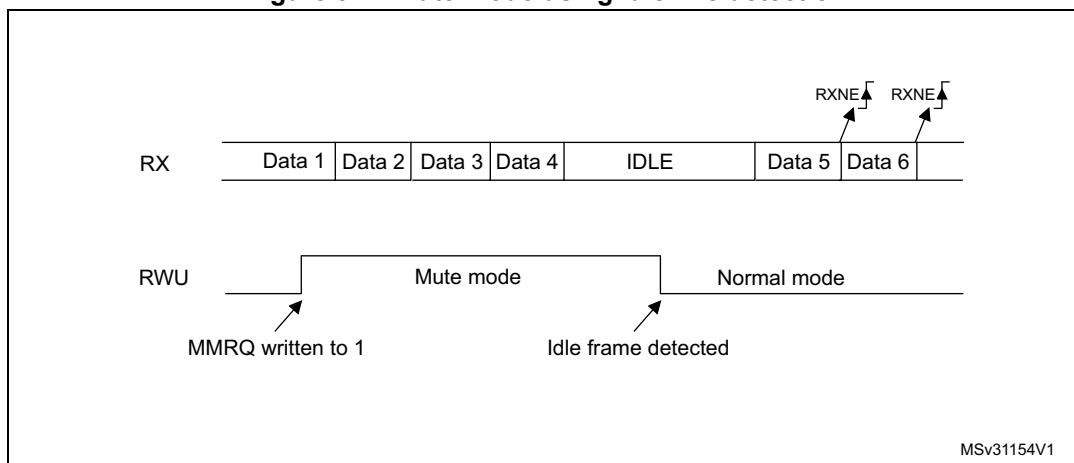 RXNE RXNE
RX Data 1 Data 2 Data 3 Data 4 IDLE Data 5 Data 6
RWU Mute mode Normal mode
MMRQ written to 1 Idle frame detected
MSv31154V1